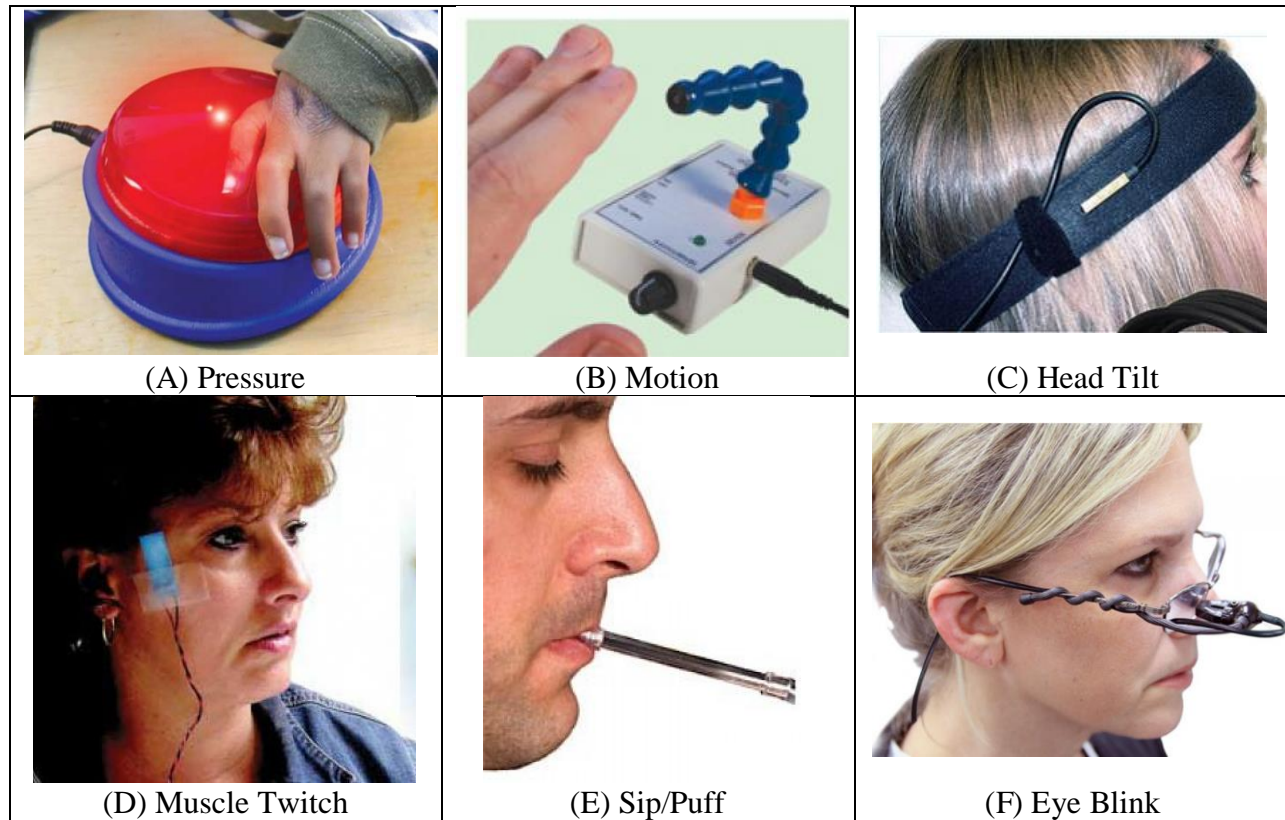 (A) Pressure
(B) Motion
(C) Head Tilt
(D) Muscle Twitch
(E) Sip/Puff
(F) Eye Blink